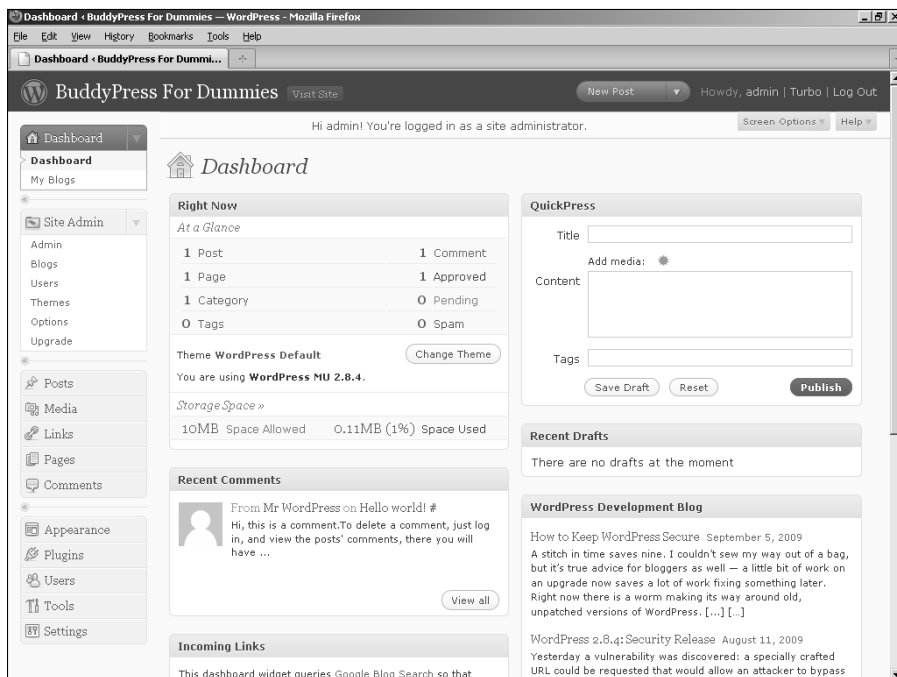 Dashboard ‹ BuddyPress For Dummies — WordPress - Mozilla Firefox
File Edit View History Bookmarks Tools Help
Dashboard ‹ BuddyPress For Dummi...
BuddyPress For Dummies Visit Site
New Post
Howdy, admin | Turbo | Log Out
Hi admin! You're logged in as a site administrator.
Screen Options Help
Dashboard
Dashboard
My Blogs
Site Admin
Admin
Blogs
Users
Themes
Options
Upgrade
Posts
Media
Links
Pages
Comments
Appearance
Plugins
Users
Tools
Settings
Dashboard
Right Now
At a Glance
1 Post 1 Comment
1 Page 1 Approved
1 Category 0 Pending
0 Tags 0 Spam
Theme WordPress Default Change Theme
You are using WordPress MU 2.8.4.
Storage Space »
10MB Space Allowed 0.11MB (1%) Space Used
Recent Comments
From Mr WordPress on Hello world! #
Hi, this is a comment.To delete a comment, just log
in, and view the posts' comments, there you will
have ...
View all
Incoming Links
This dashboard widget queries Google Blog Search so that
QuickPress
Title
Add media:
Content
Tags
Save Draft Reset Publish
Recent Drafts
There are no drafts at the moment
WordPress Development Blog
How to Keep WordPress Secure September 5, 2009
A stitch in time saves nine. I couldn't sew my way out of a bag,
but it's true advice for bloggers as well — a little bit of work on
an upgrade now saves a lot of work fixing something later.
Right now there is a worm making its way around old,
unpatched versions of WordPress. [...] [...]
WordPress 2.8.4: Security Release August 11, 2009
Yesterday a vulnerability was discovered: a specially crafted
URL could be requested that would allow an attacker to bypass